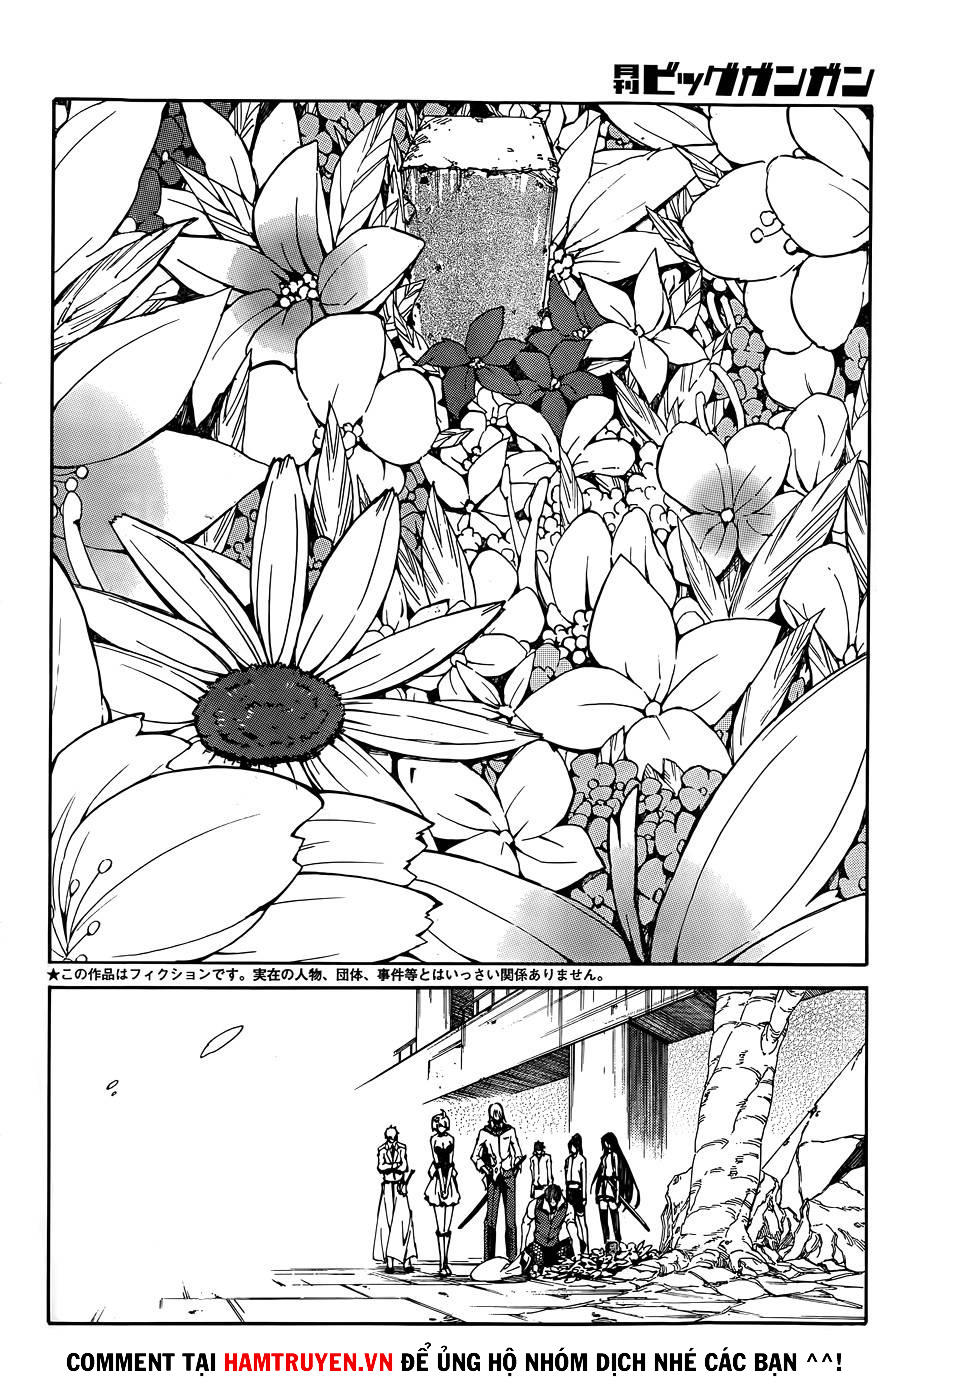 月刊ビッグガンガン
★この作品はフィクションです。実在の人物、団体、事件等とはいっさい関係ありません。
COMMENT TẠI HAMTRUYEN.VN ĐỂ ỦNG HỘ NHÓM DỊCH NHÉ CÁC BẠN ^^!